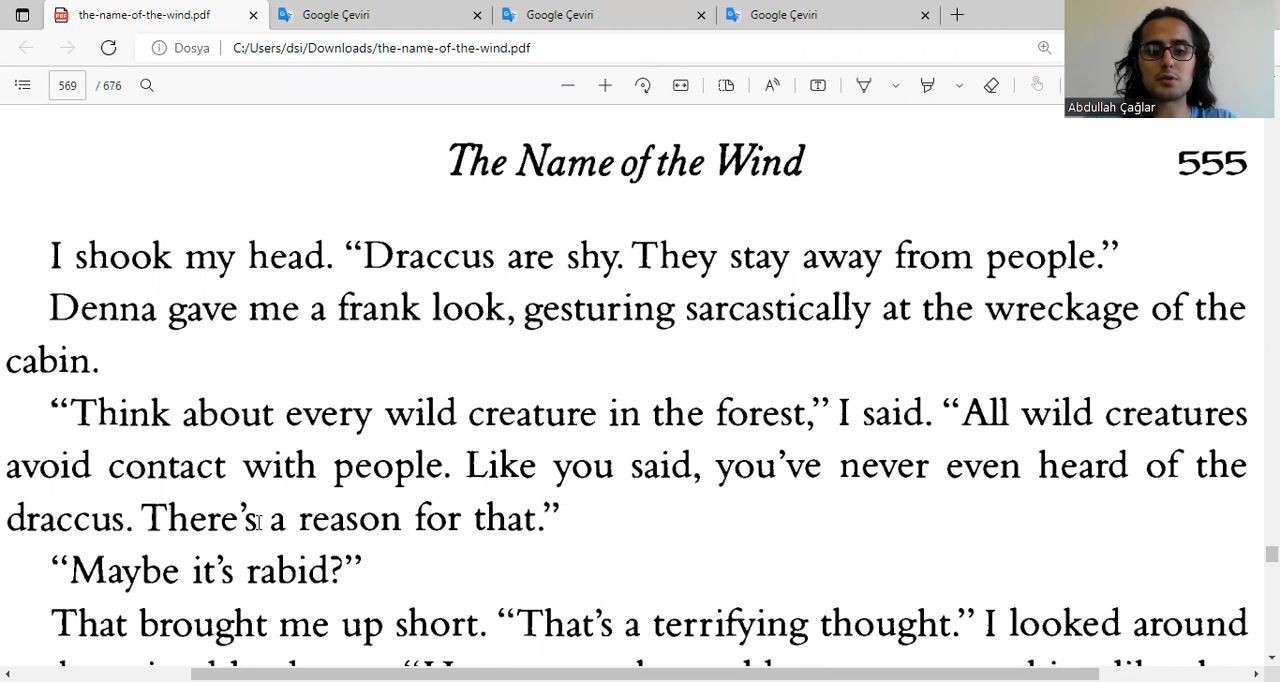 the-name-of-the-wind.pdf Google Çeviri Google Çeviri Google Çeviri
Dosya C:/Users/dsi/Downloads/the-name-of-the-wind.pdf
569 / 676
Abdullah Çağlar
The Name of the Wind 555
I shook my head. “Draccus are shy. They stay away from people.”
Denna gave me a frank look, gesturing sarcastically at the wreckage of the
cabin.
“Think about every wild creature in the forest,” I said. “All wild creatures
avoid contact with people. Like you said, you’ve never even heard of the
draccus. There’s a reason for that.”
“Maybe it’s rabid?”
That brought me up short. “That’s a terrifying thought.” I looked around